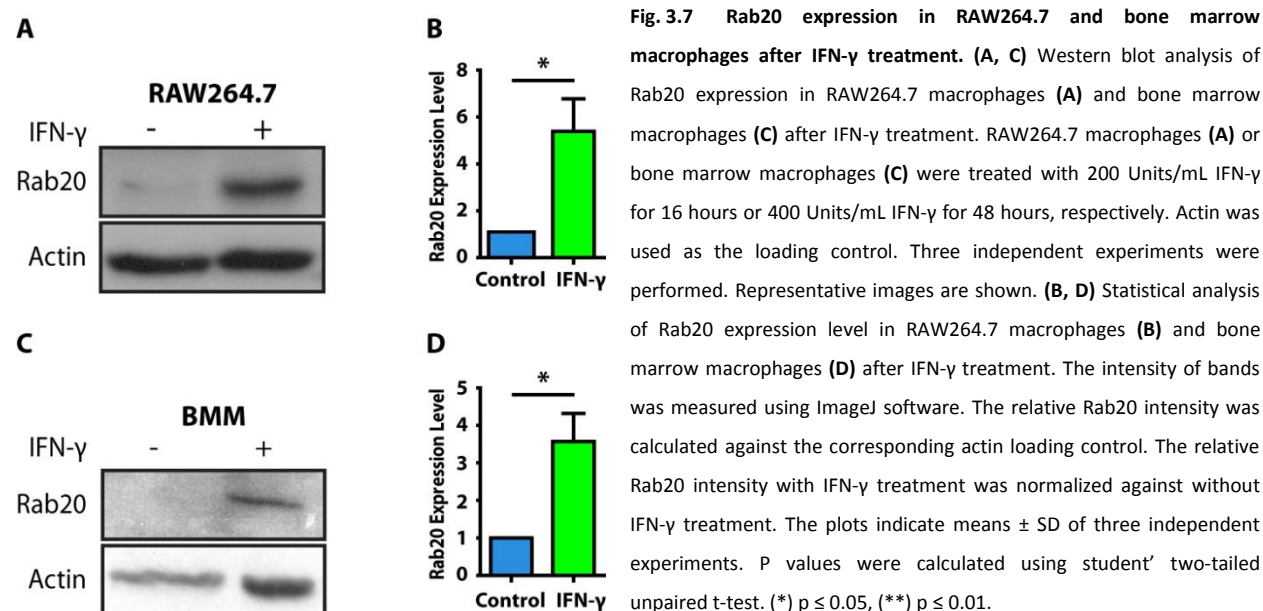 A
RAW264.7
IFN-γ - +
Rab20
Actin
B
*
Rab20 Expression Level
8
6
4
2
0
Control IFN-γ
C
BMM
IFN-γ - +
Rab20
Actin
D
*
Rab20 Expression Level
5
4
3
2
1
0
Control IFN-γ
Fig. 3.7 Rab20 expression in RAW264.7 and bone marrow
macrophages after IFN-γ treatment. (A, C) Western blot analysis of
Rab20 expression in RAW264.7 macrophages (A) and bone marrow
macrophages (C) after IFN-γ treatment. RAW264.7 macrophages (A) or
bone marrow macrophages (C) were treated with 200 Units/mL IFN-γ
for 16 hours or 400 Units/mL IFN-γ for 48 hours, respectively. Actin was
used as the loading control. Three independent experiments were
performed. Representative images are shown. (B, D) Statistical analysis
of Rab20 expression level in RAW264.7 macrophages (B) and bone
marrow macrophages (D) after IFN-γ treatment. The intensity of bands
was measured using ImageJ software. The relative Rab20 intensity was
calculated against the corresponding actin loading control. The relative
Rab20 intensity with IFN-γ treatment was normalized against without
IFN-γ treatment. The plots indicate means ± SD of three independent
experiments. P values were calculated using student’ two-tailed
unpaired t-test. (*) p ≤ 0.05, (**) p ≤ 0.01.